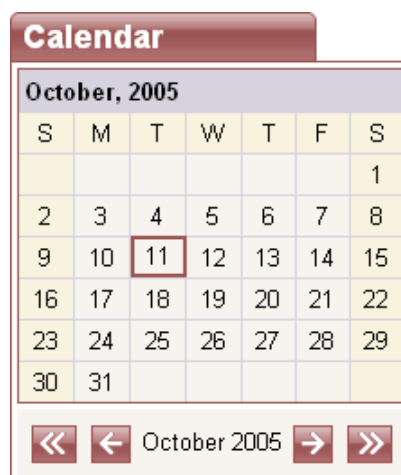 Calendar
October, 2005
S M T W T F S
1
2 3 4 5 6 7 8
9 10 11 12 13 14 15
16 17 18 19 20 21 22
23 24 25 26 27 28 29
30 31
October 2005